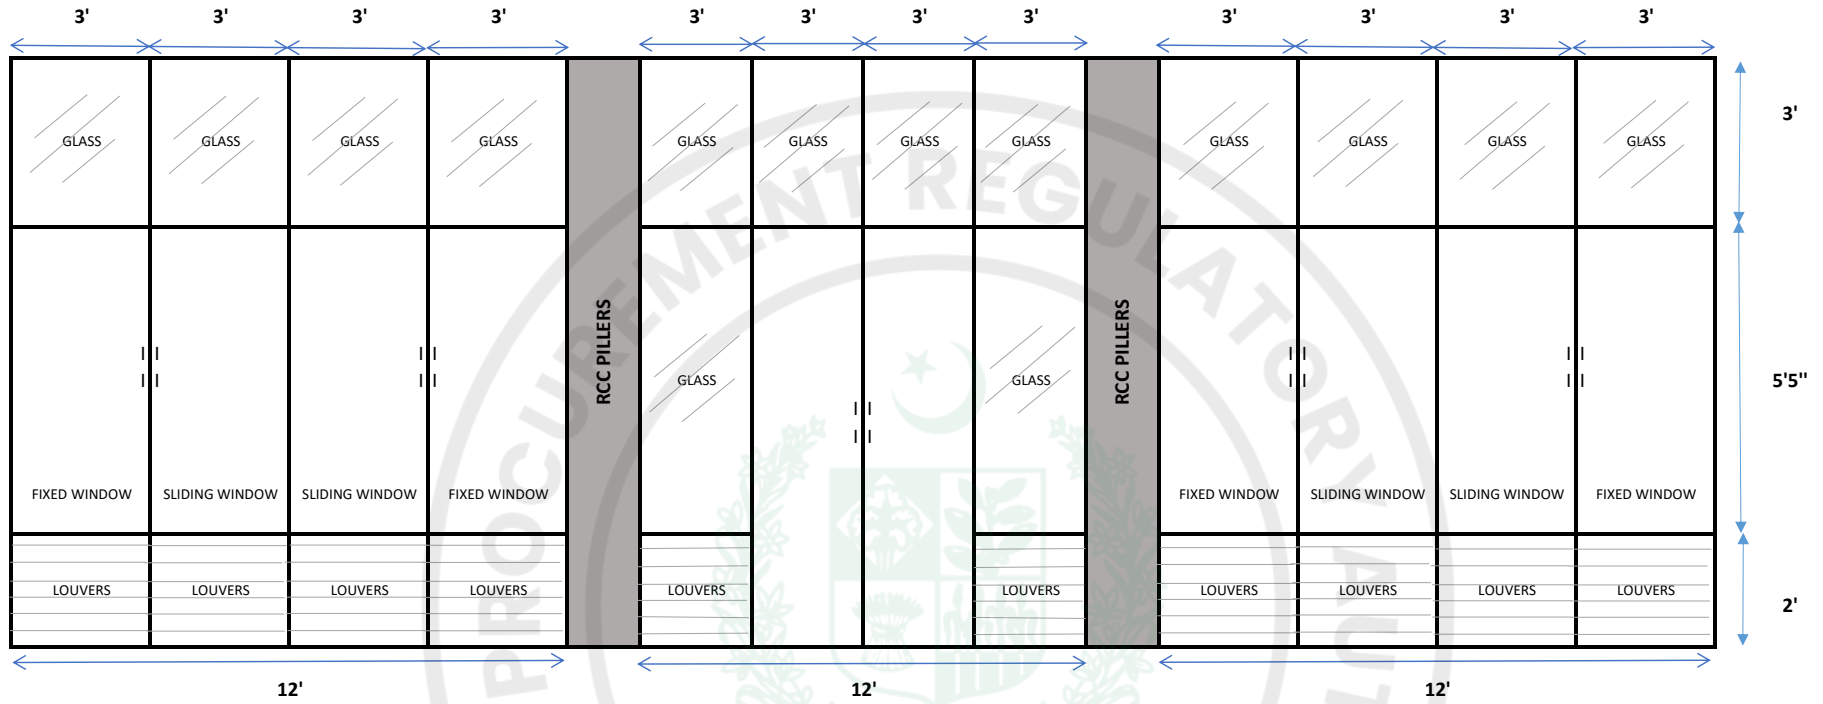 3' 3' 3' 3' 3' 3' 3' 3' 3' 3' 3' 3'
GLASS GLASS GLASS GLASS GLASS GLASS GLASS GLASS GLASS GLASS GLASS GLASS
3'
RCC PILLERS RCC PILLERS
GLASS GLASS
5'5"
FIXED WINDOW SLIDING WINDOW SLIDING WINDOW FIXED WINDOW FIXED WINDOW SLIDING WINDOW SLIDING WINDOW FIXED WINDOW
LOUVERS LOUVERS LOUVERS LOUVERS LOUVERS LOUVERS LOUVERS LOUVERS LOUVERS LOUVERS
2'
12' 12' 12'
PROCUREMENT REGULATORY AUT